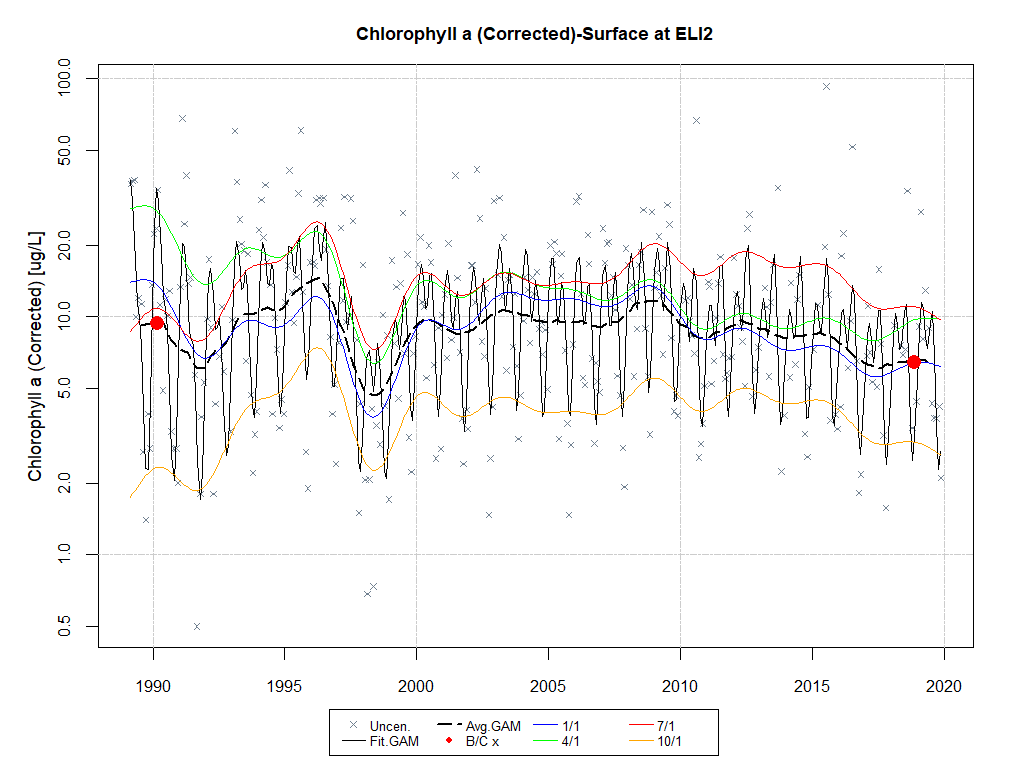 Chlorophyll a (Corrected)-Surface at ELI2
Chlorophyll a (Corrected) [ug/L]
100.0
50.0
20.0
10.0
5.0
2.0
1.0
0.5
1990 1995 2000 2005 2010 2015 2020
Uncen. Avg.GAM 1/1 7/1
Fit.GAM B/C x 4/1 10/1